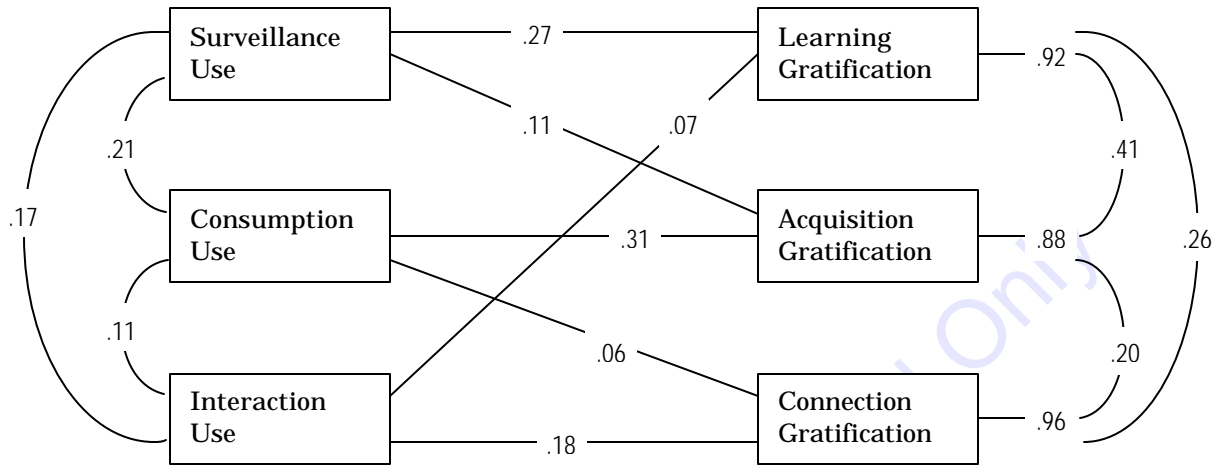 Surveillance
Use
.27
Learning
Gratification
.92
.11
.07
.21
.41
.17
Consumption
Use
.31
Acquisition
Gratification
.88
.26
.11
.06
.20
Interaction
Use
.18
Connection
Gratification
.96
Only